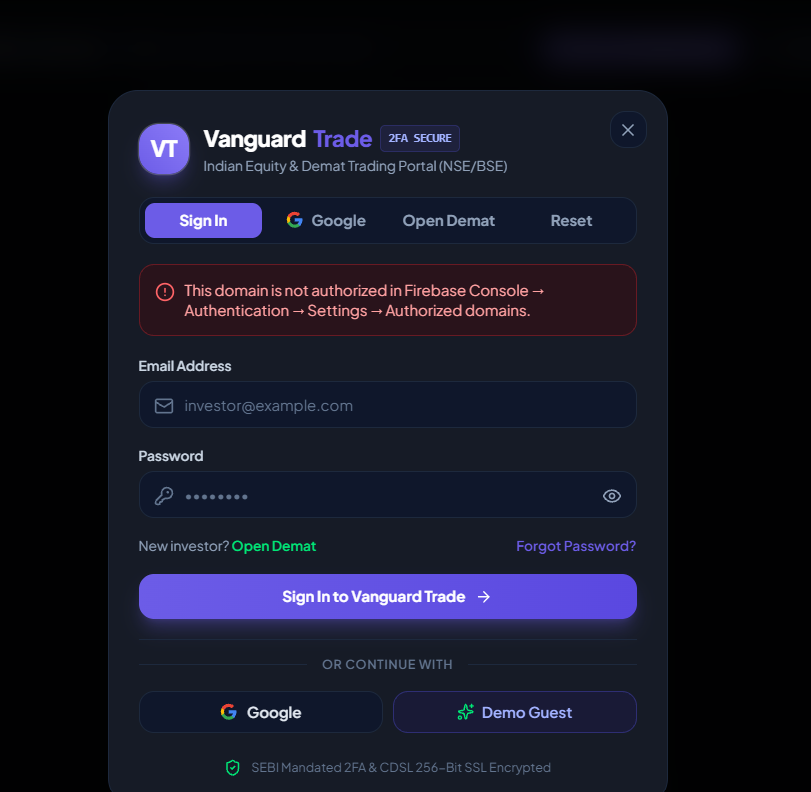 VT
Vanguard Trade 2FA SECURE
Indian Equity & Demat Trading Portal (NSE/BSE)
Sign In Google Open Demat Reset
This domain is not authorized in Firebase Console →
Authentication → Settings → Authorized domains.
Email Address
investor@example.com
Password
••••••••
New investor? Open Demat Forgot Password?
Sign In to Vanguard Trade →
OR CONTINUE WITH
Google Demo Guest
SEBI Mandated 2FA & CDSL 256-Bit SSL Encrypted